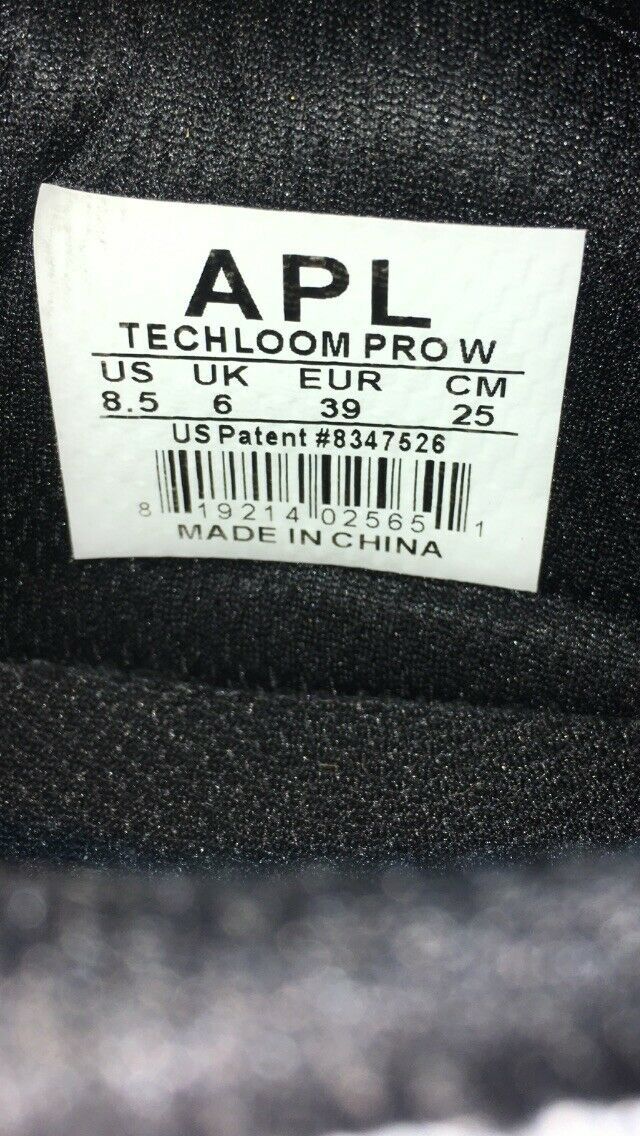 APL
TECHLOOM PRO W
US UK EUR CM
8.5 6 39 25
US Patent #8347526
8 19214 02565 1
MADE IN CHINA